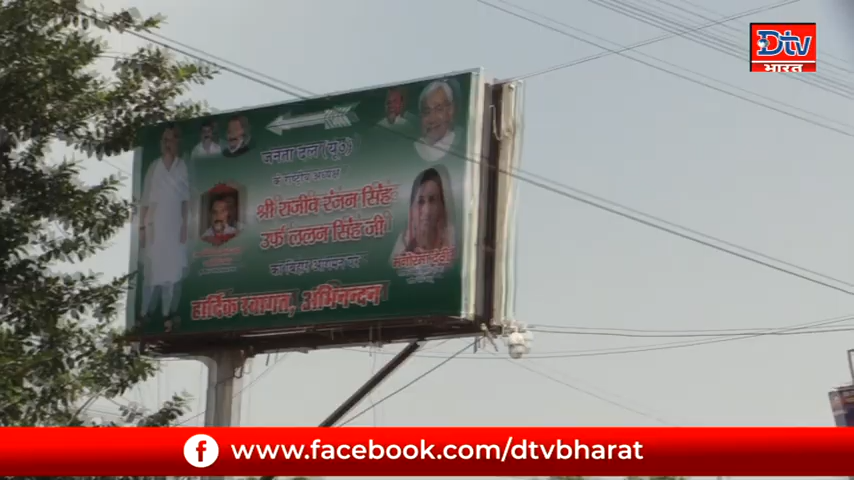 Dtv
भारत
जनता दल (यू०)
के राष्ट्रीय अध्यक्ष
श्री राजीव रंजन सिंह
उर्फ ललन सिंह जी
का बिहार आगमन पर
हार्दिक स्वागत, अभिनन्दन
www.facebook.com/dtvbharat